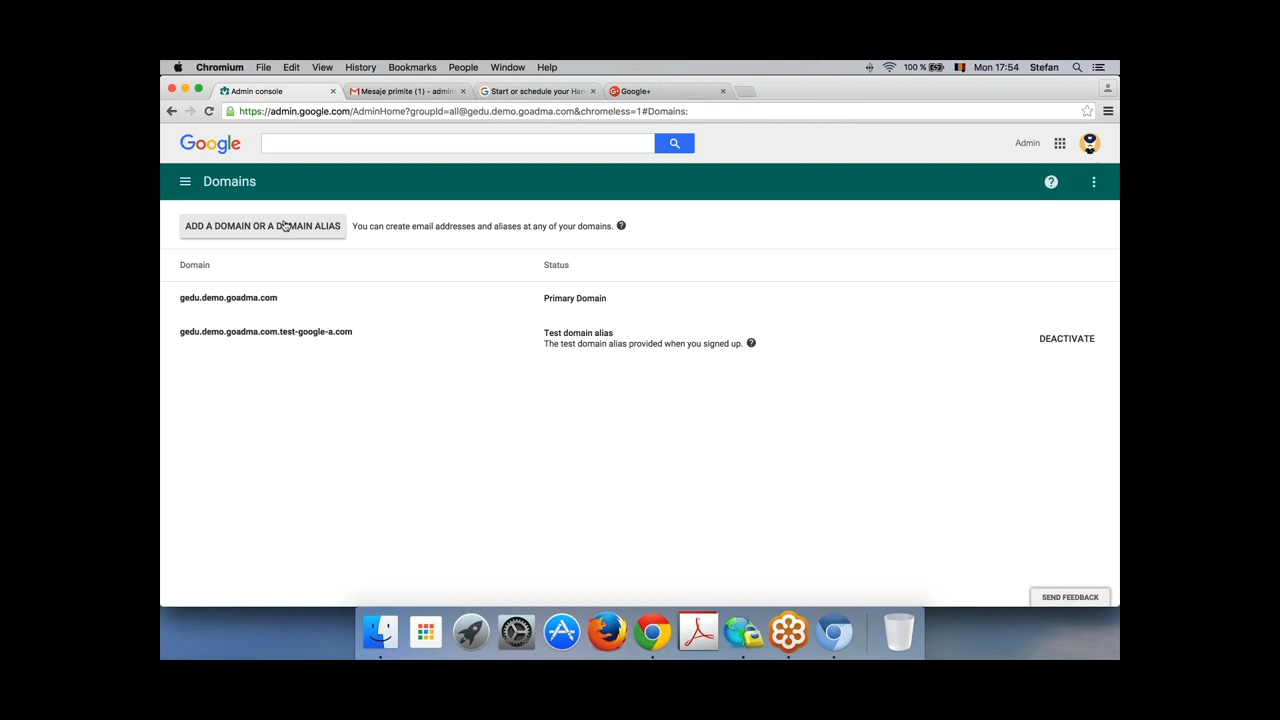 Chromium File Edit View History Bookmarks People Window Help 100 % Mon 17:54 Stefan
Admin console Mesaje primite (1) - admin Start or schedule your Han Google+
https://admin.google.com/AdminHome?groupId=all@gedu.demo.goadma.com&chromeless=1#Domains:
Google Admin
Domains
ADD A DOMAIN OR A DOMAIN ALIAS You can create email addresses and aliases at any of your domains.
Domain Status
gedu.demo.goadma.com Primary Domain
gedu.demo.goadma.com.test-google-a.com Test domain alias
The test domain alias provided when you signed up.
DEACTIVATE
SEND FEEDBACK